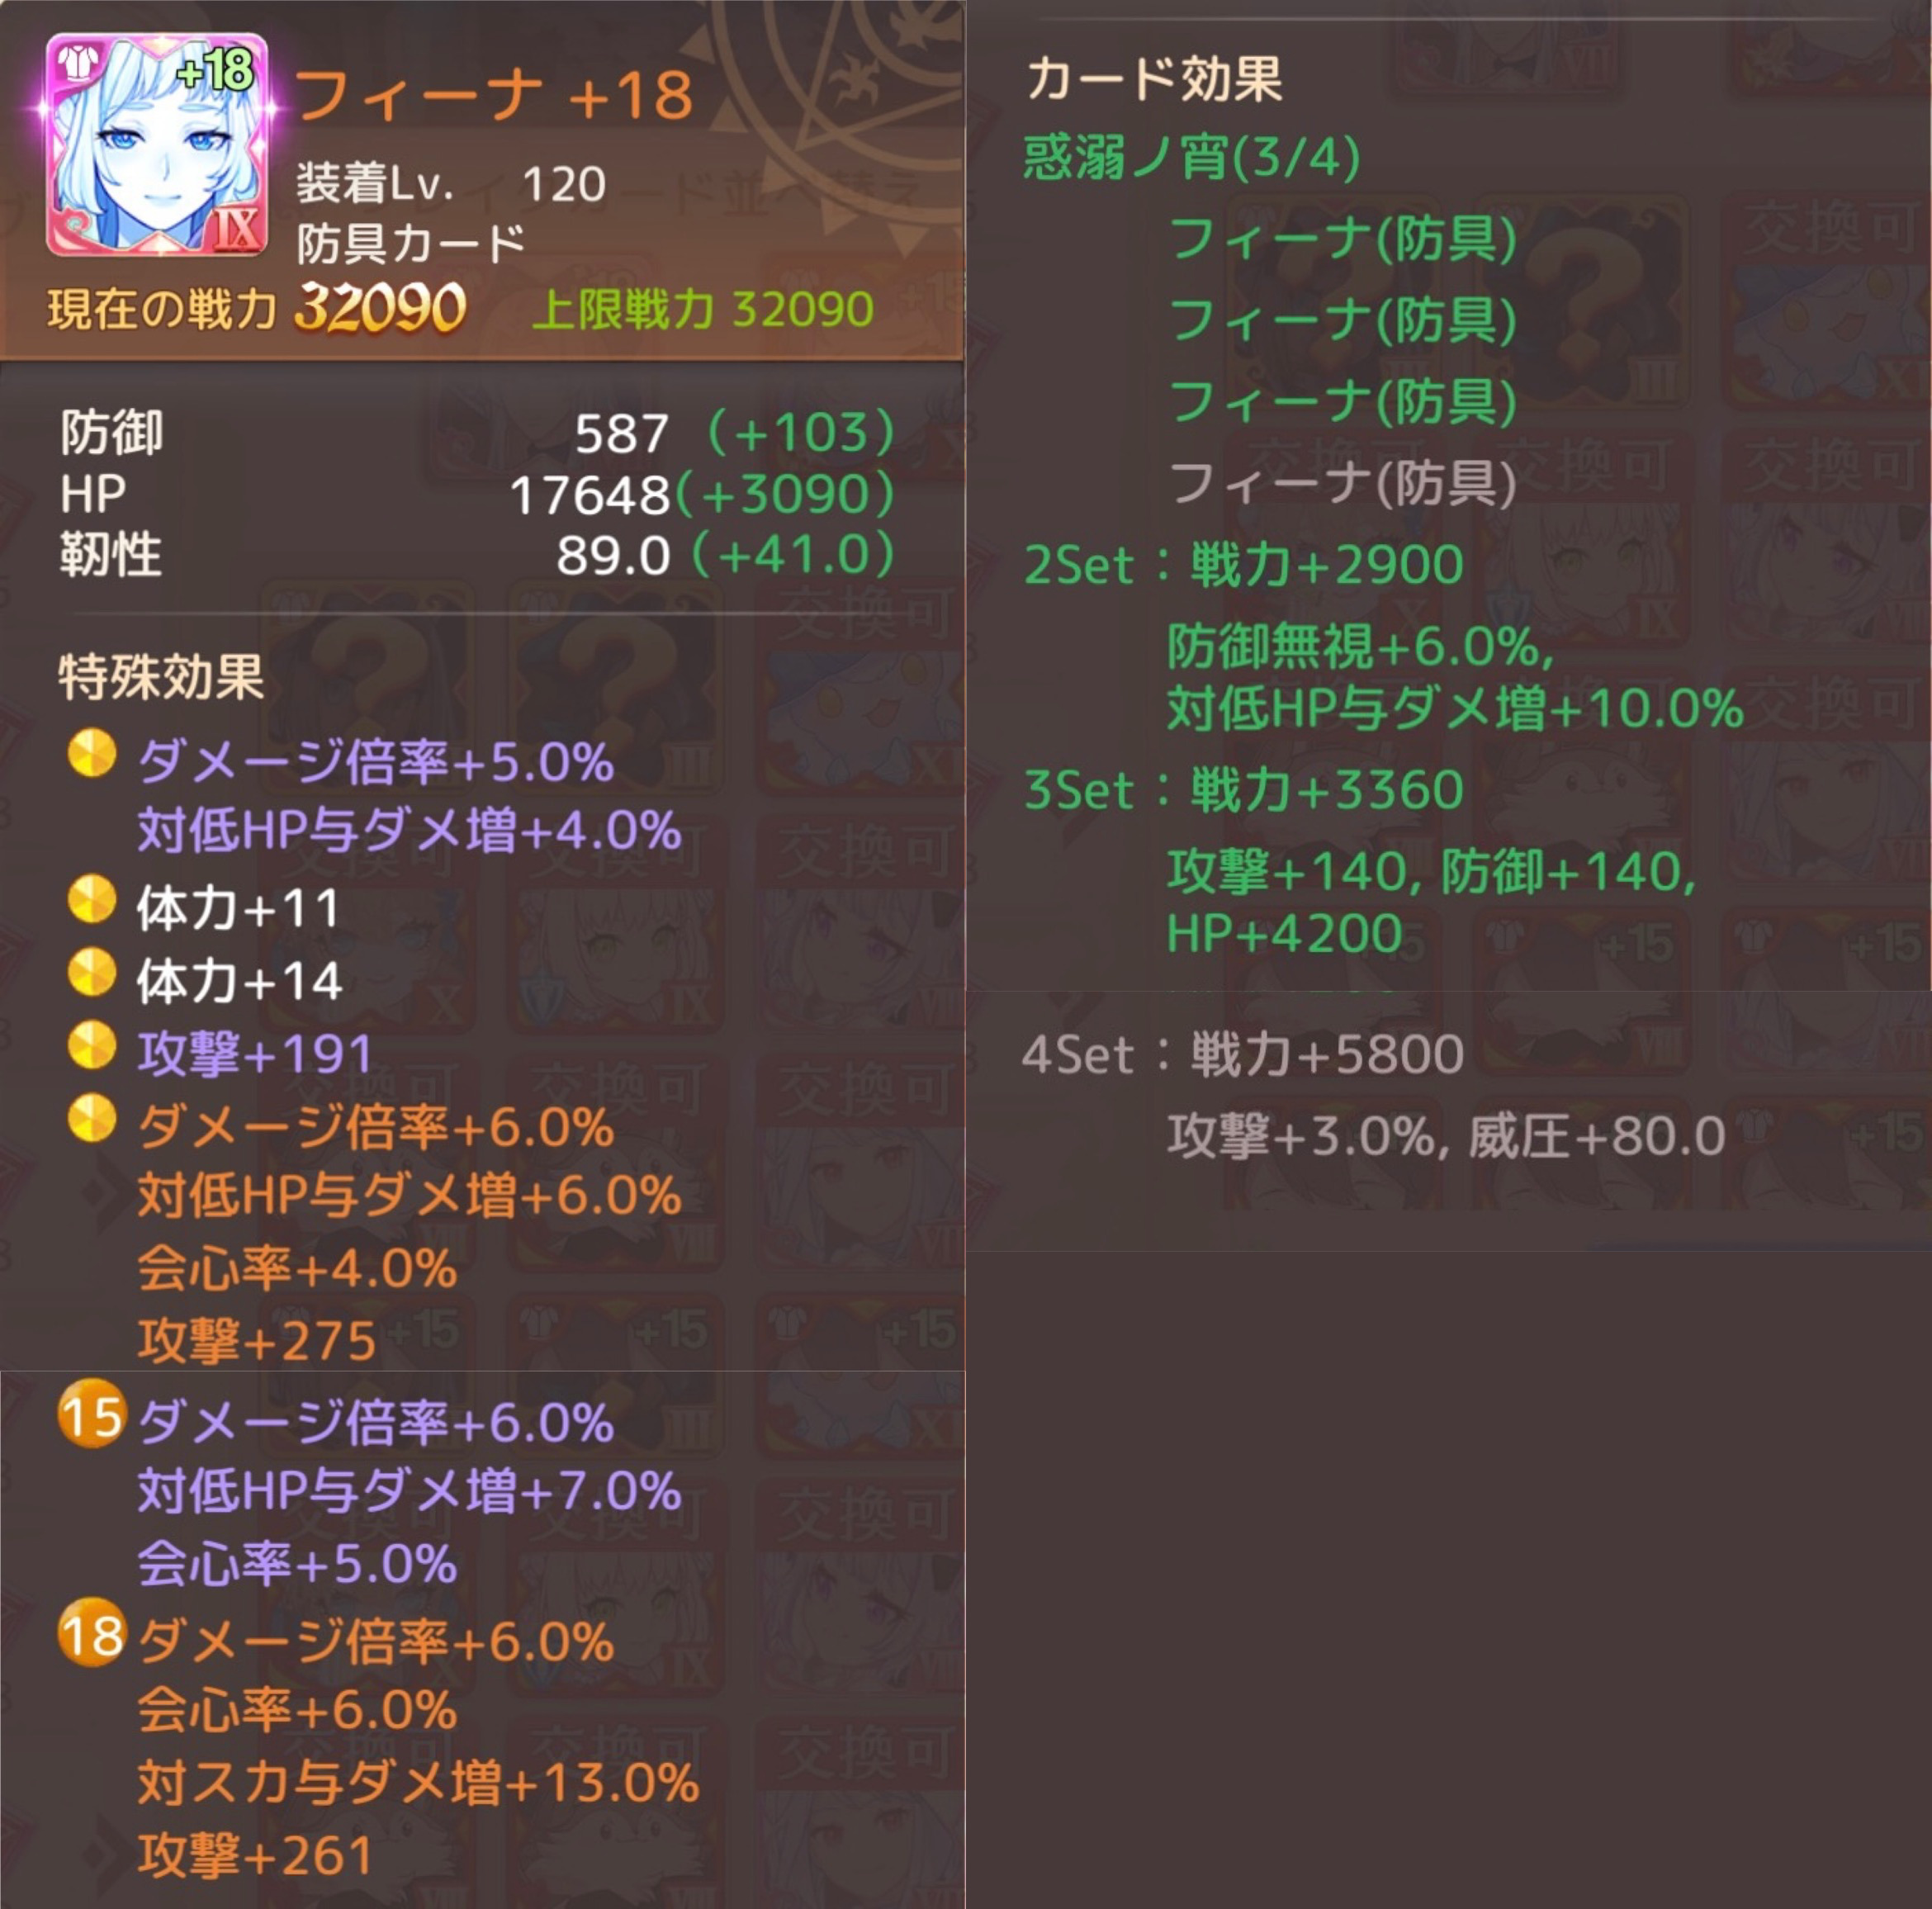 +18
IX
フィーナ +18
装着Lv. 120
防具カード
現在の戦力 32090 上限戦力 32090
防御 587 (+103)
HP 17648(+3090)
靭性 89.0 (+41.0)
特殊効果
ダメージ倍率+5.0%
対低HP与ダメ増+4.0%
体力+11
体力+14
攻撃+191
ダメージ倍率+6.0%
対低HP与ダメ増+6.0%
会心率+4.0%
攻撃+275
15 ダメージ倍率+6.0%
対低HP与ダメ増+7.0%
会心率+5.0%
18 ダメージ倍率+6.0%
会心率+6.0%
対スカ与ダメ増+13.0%
攻撃+261
カード効果
惑溺ノ宵(3/4)
フィーナ(防具)
フィーナ(防具)
フィーナ(防具)
フィーナ(防具)
2Set：戦力+2900
防御無視+6.0%,
対低HP与ダメ増+10.0%
3Set：戦力+3360
攻撃+140, 防御+140,
HP+4200
4Set：戦力+5800
攻撃+3.0%, 威圧+80.0